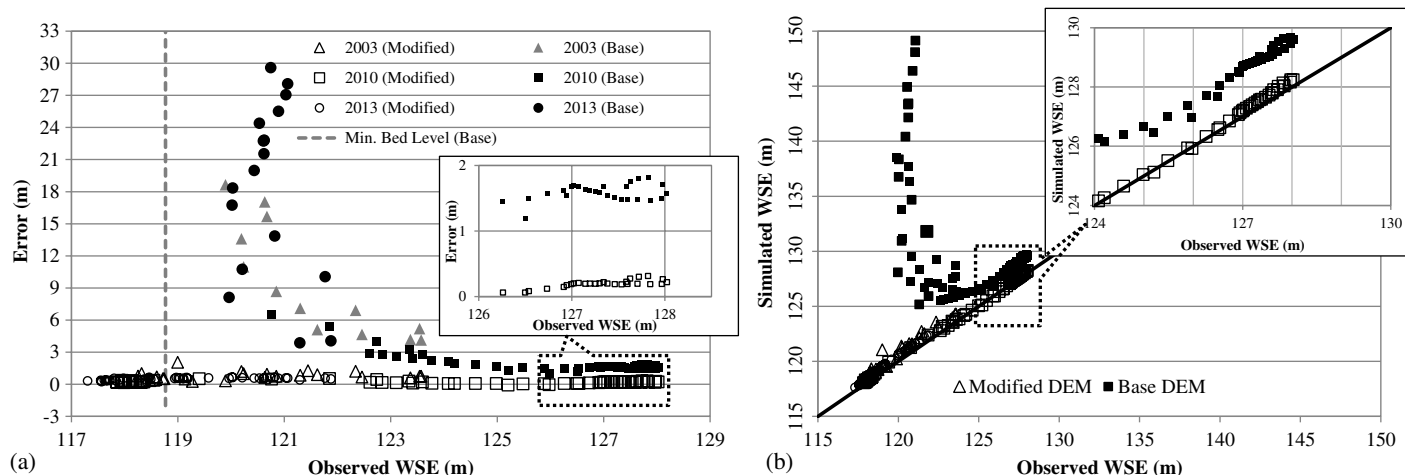 33
30
27
24
21
18
15
12
9
6
3
0
-3
Error (m)
2003 (Modified)
2003 (Base)
2010 (Modified)
2010 (Base)
2013 (Modified)
2013 (Base)
Min. Bed Level (Base)
2
1
0
Error (m)
126
127
128
Observed WSE (m)
117
119
121
123
125
127
129
Observed WSE (m)
(a)
150
145
140
135
130
125
120
115
Simulated WSE (m)
130
128
126
124
Simulated WSE (m)
124
127
130
Observed WSE (m)
Modified DEM
Base DEM
115
120
125
130
135
140
145
150
Observed WSE (m)
(b)